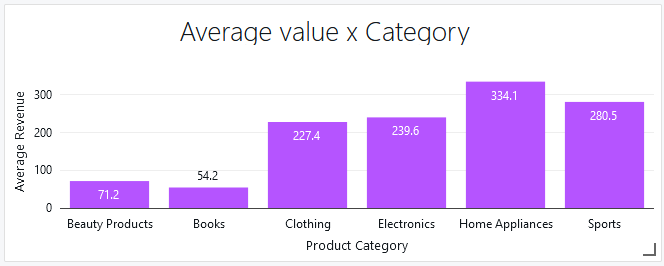 Average value x Category
Average Revenue
300
200
100
0
71.2
54.2
227.4
239.6
334.1
280.5
Beauty Products
Books
Clothing
Electronics
Home Appliances
Sports
Product Category